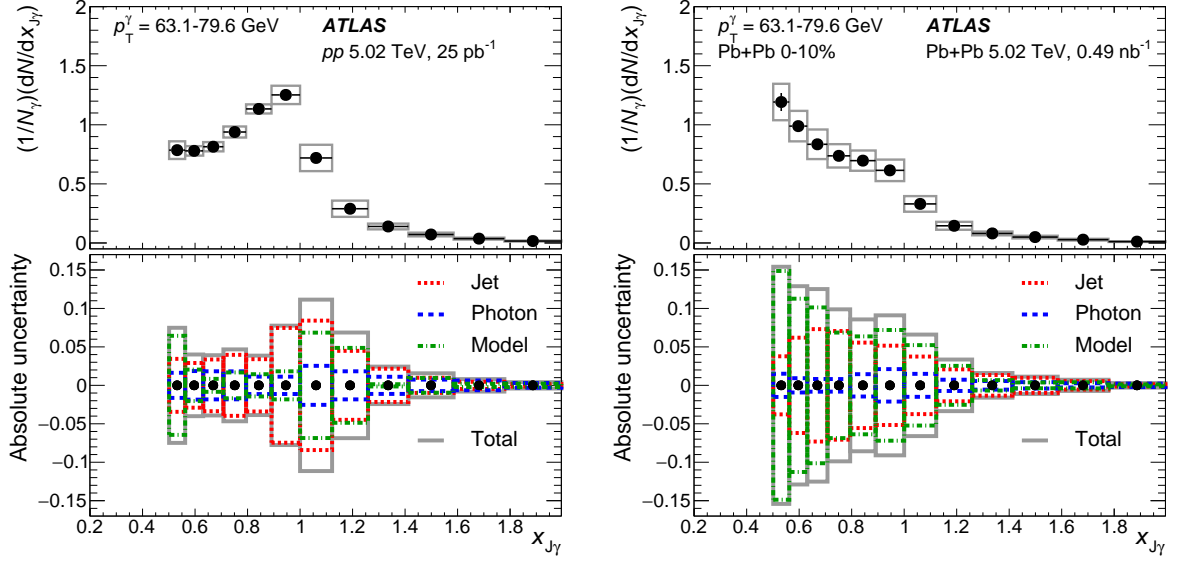 p_T^γ = 63.1-79.6 GeV ATLAS
pp 5.02 TeV, 25 pb⁻¹
(1/N_γ)(dN/dx_Jγ)
2
1.5
1
0.5
0
Absolute uncertainty
0.15
0.1
0.05
0
−0.05
−0.1
−0.15
Jet
Photon
Model
Total
0.2 0.4 0.6 0.8 1 1.2 1.4 1.6 1.8
x_Jγ
p_T^γ = 63.1-79.6 GeV ATLAS
Pb+Pb 0-10% Pb+Pb 5.02 TeV, 0.49 nb⁻¹
(1/N_γ)(dN/dx_Jγ)
2
1.5
1
0.5
0
Absolute uncertainty
0.15
0.1
0.05
0
−0.05
−0.1
−0.15
Jet
Photon
Model
Total
0.2 0.4 0.6 0.8 1 1.2 1.4 1.6 1.8
x_Jγ